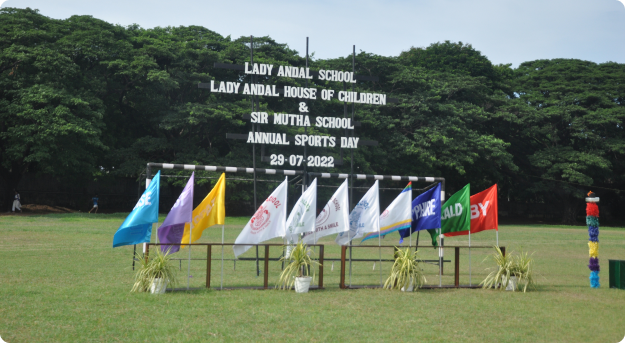 LADY ANDAL SCHOOL
LADY ANDAL HOUSE OF CHILDREN
&
SIR MUTHA SCHOOL
ANNUAL SPORTS DAY
29-07-2022